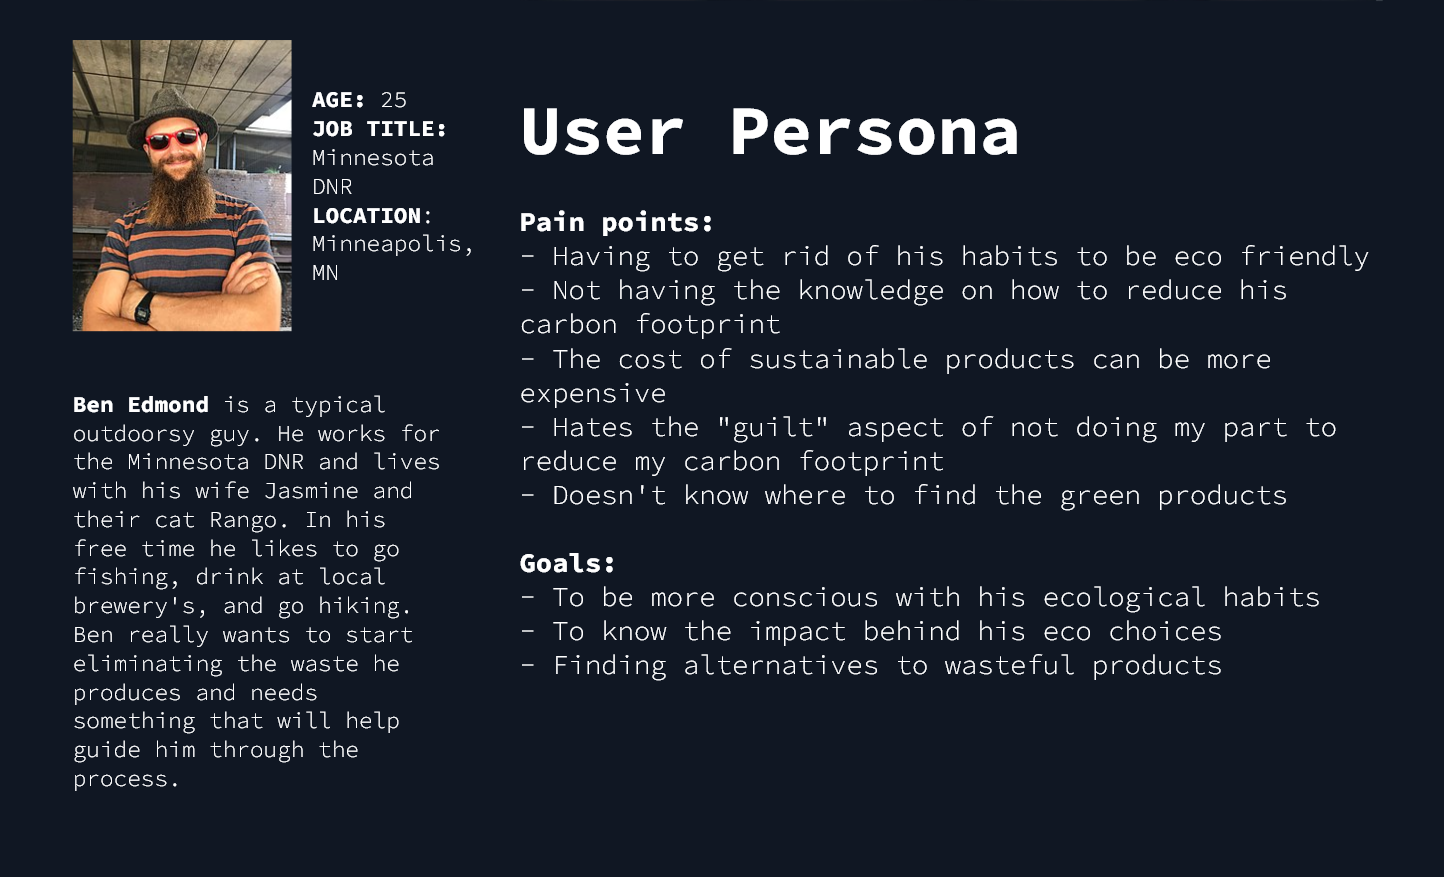 AGE: 25
JOB TITLE:
Minnesota
DNR
LOCATION:
Minneapolis,
MN
Ben Edmond is a typical
outdoorsy guy. He works for
the Minnesota DNR and lives
with his wife Jasmine and
their cat Rango. In his
free time he likes to go
fishing, drink at local
brewery's, and go hiking.
Ben really wants to start
eliminating the waste he
produces and needs
something that will help
guide him through the
process.
User Persona
Pain points:
- Having to get rid of his habits to be eco friendly
- Not having the knowledge on how to reduce his
carbon footprint
- The cost of sustainable products can be more
expensive
- Hates the "guilt" aspect of not doing my part to
reduce my carbon footprint
- Doesn't know where to find the green products
Goals:
- To be more conscious with his ecological habits
- To know the impact behind his eco choices
- Finding alternatives to wasteful products